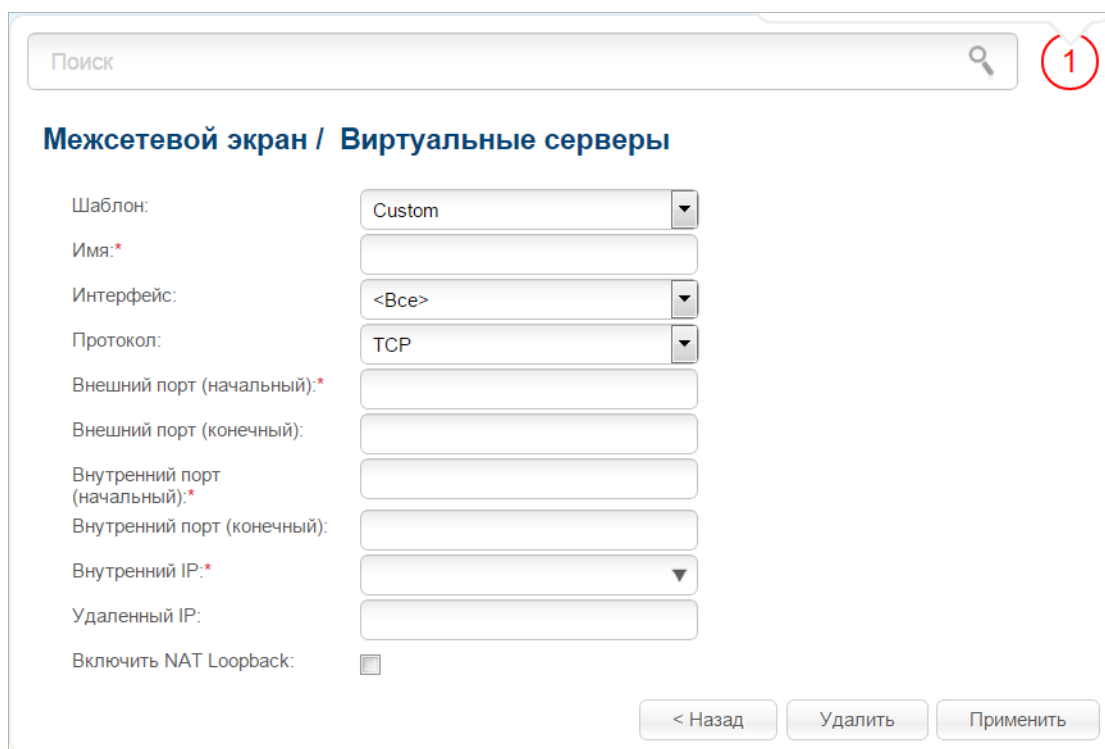 Поиск
1
Межсетевой экран / Виртуальные серверы
Шаблон:
Custom
Имя:*
Интерфейс:
<Все>
Протокол:
TCP
Внешний порт (начальный):*
Внешний порт (конечный):
Внутренний порт
(начальный):*
Внутренний порт (конечный):
Внутренний IP:*
Удаленный IP:
Включить NAT Loopback:
< Назад
Удалить
Применить